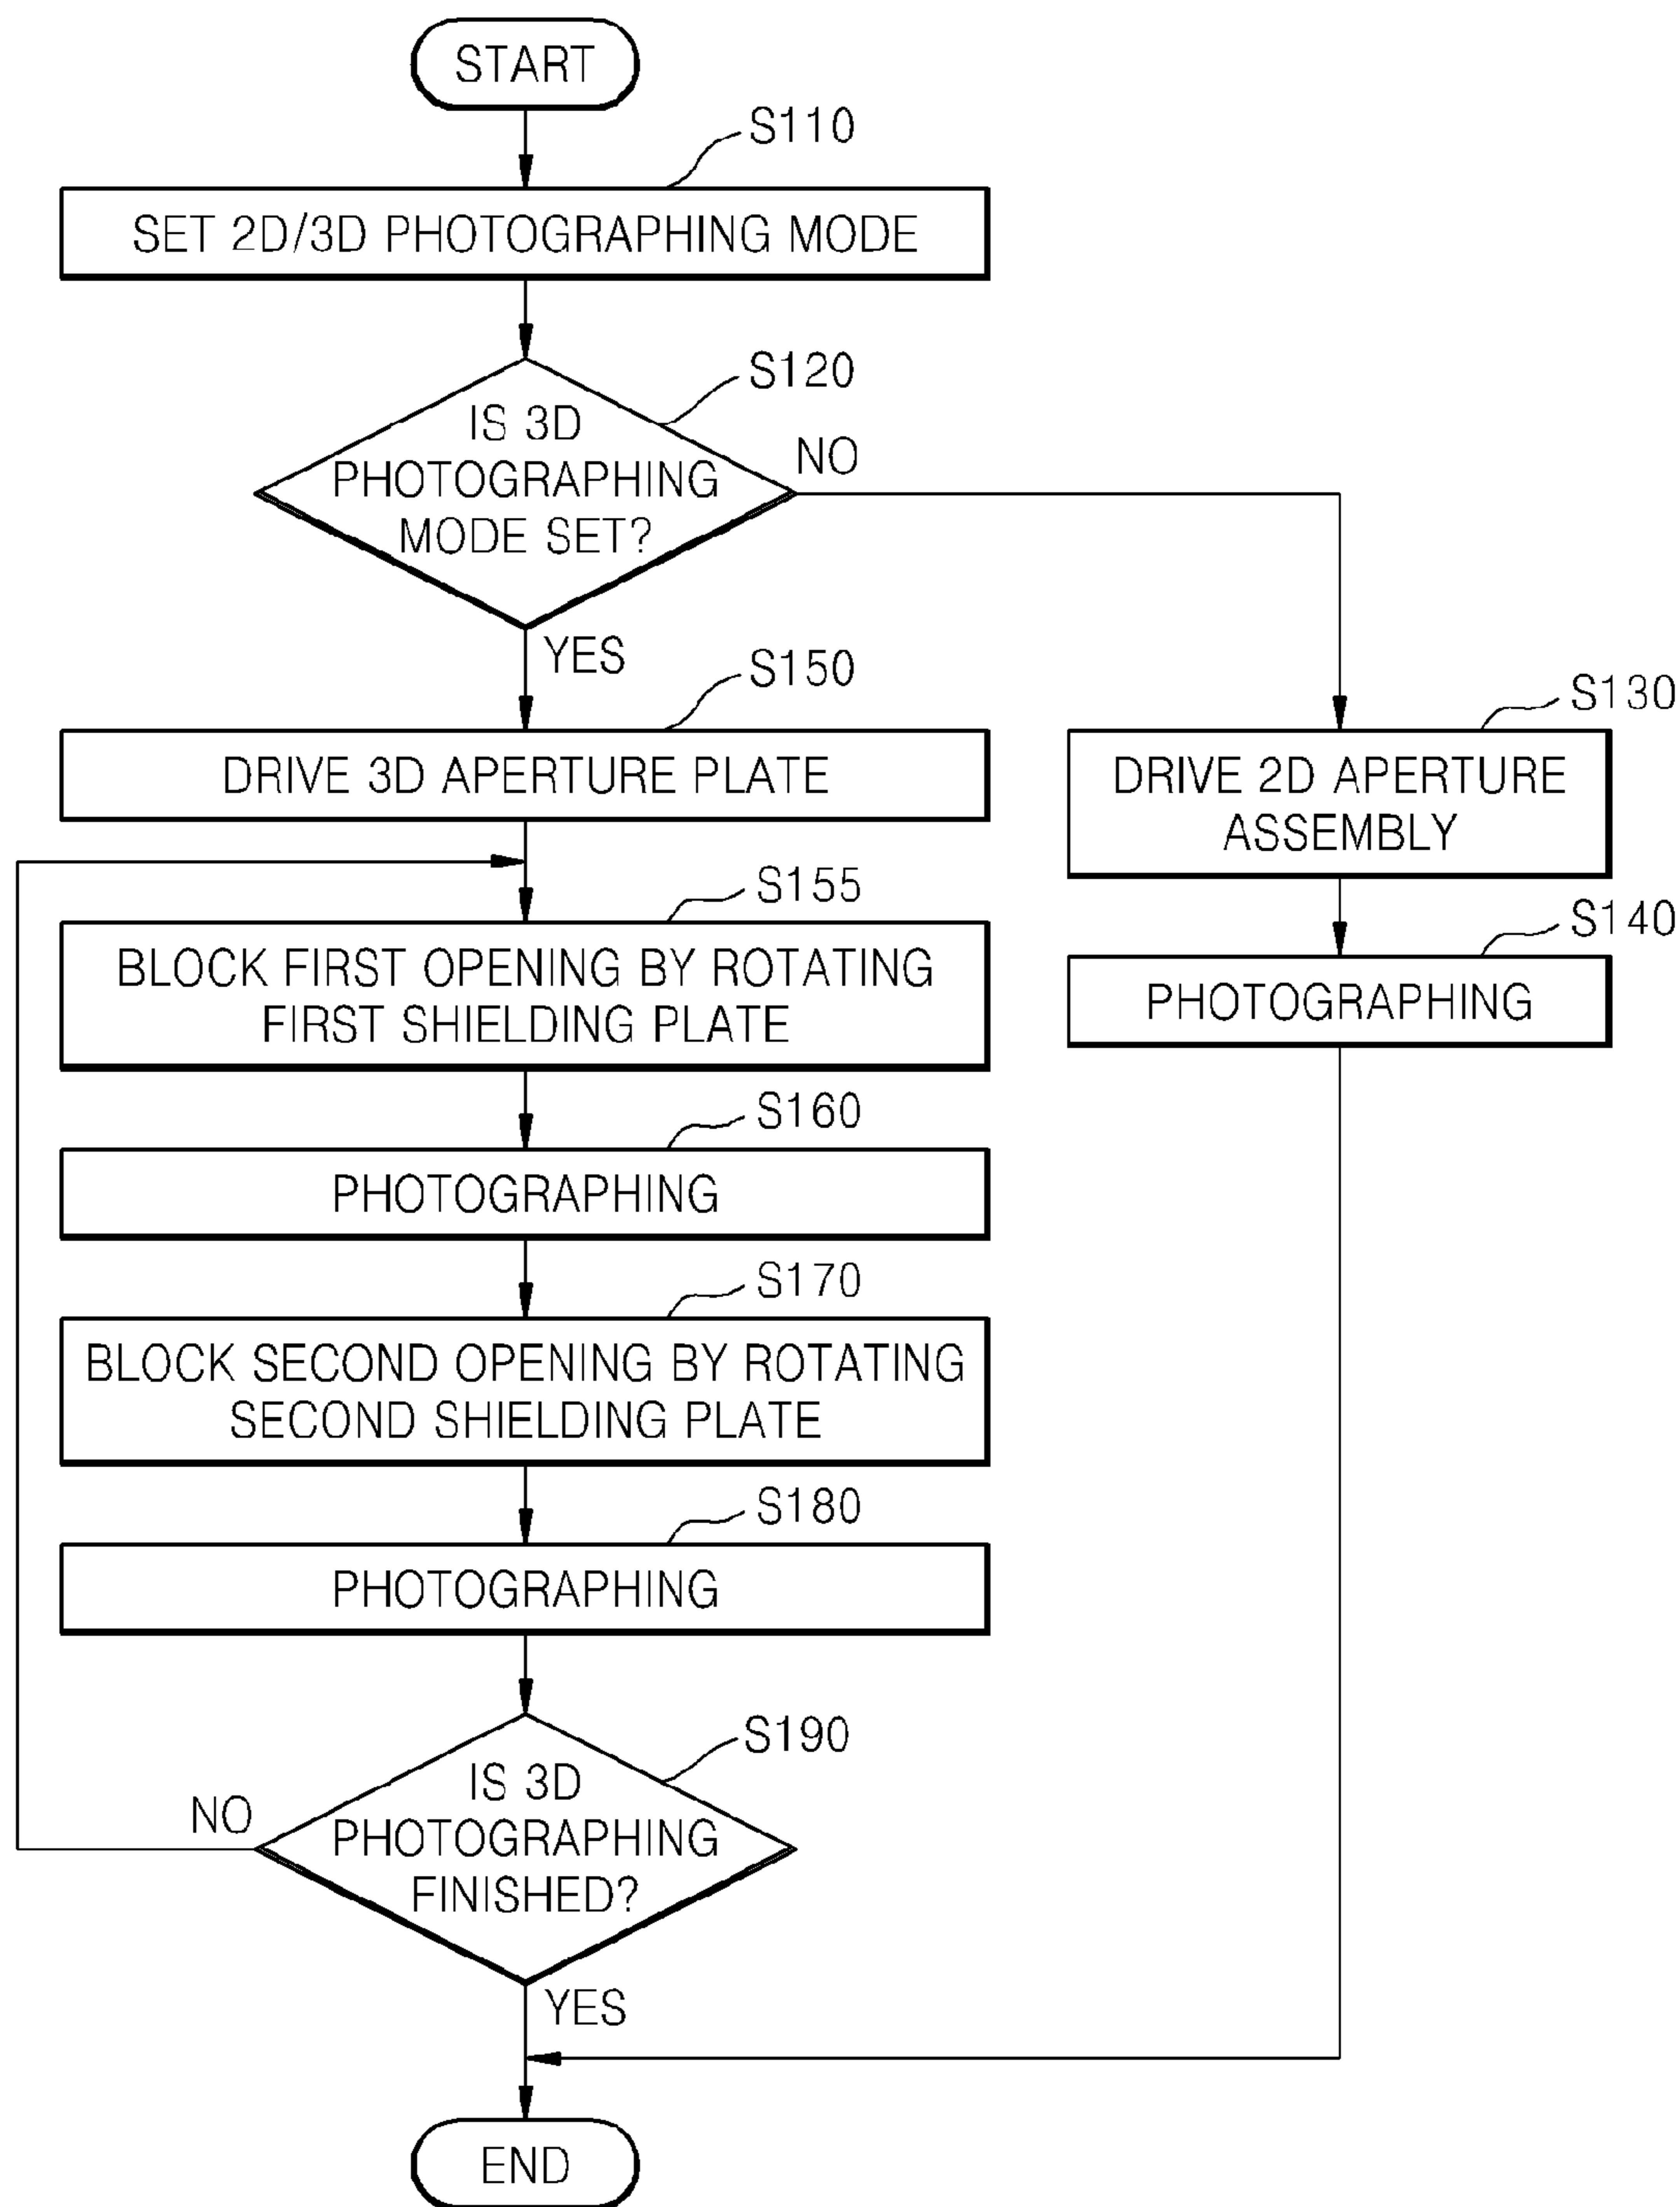 START
S110
SET 2D/3D PHOTOGRAPHING MODE
S120
IS 3D
PHOTOGRAPHING
MODE SET?
NO
YES
S150
DRIVE 3D APERTURE PLATE
S130
DRIVE 2D APERTURE
ASSEMBLY
S155
BLOCK FIRST OPENING BY ROTATING
FIRST SHIELDING PLATE
S140
PHOTOGRAPHING
S160
PHOTOGRAPHING
S170
BLOCK SECOND OPENING BY ROTATING
SECOND SHIELDING PLATE
S180
PHOTOGRAPHING
S190
IS 3D
PHOTOGRAPHING
FINISHED?
NO
YES
END